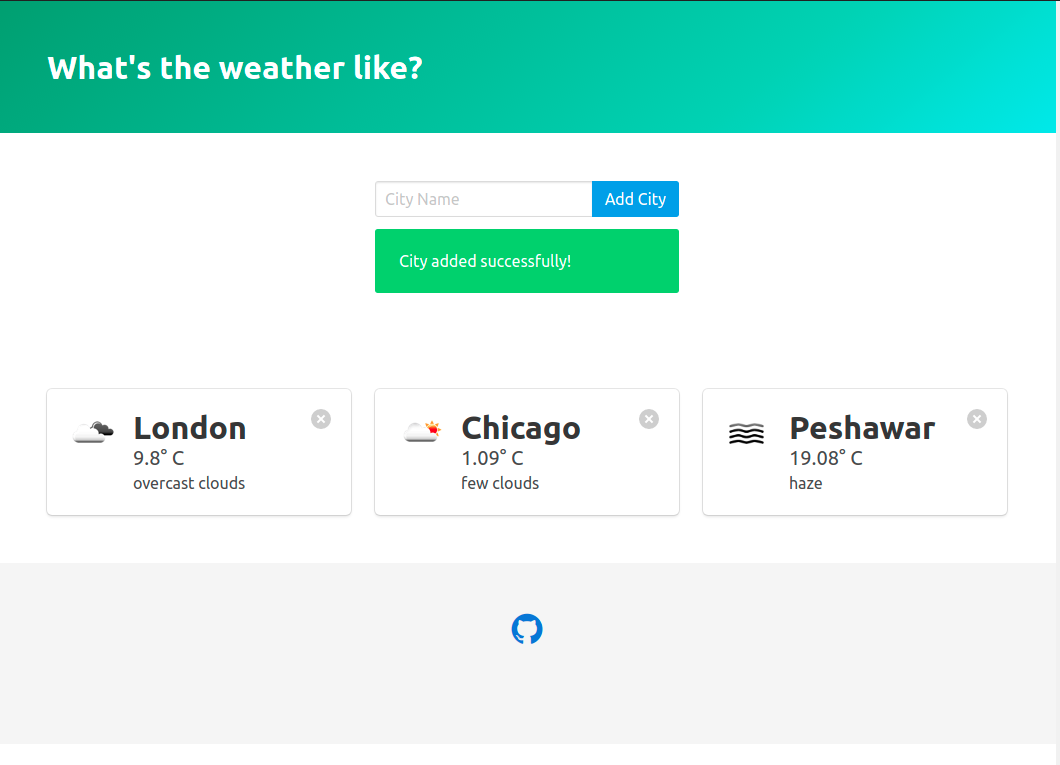 What's the weather like?
City Name
Add City
City added successfully!
London
9.8° C
overcast clouds
Chicago
1.09° C
few clouds
Peshawar
19.08° C
haze